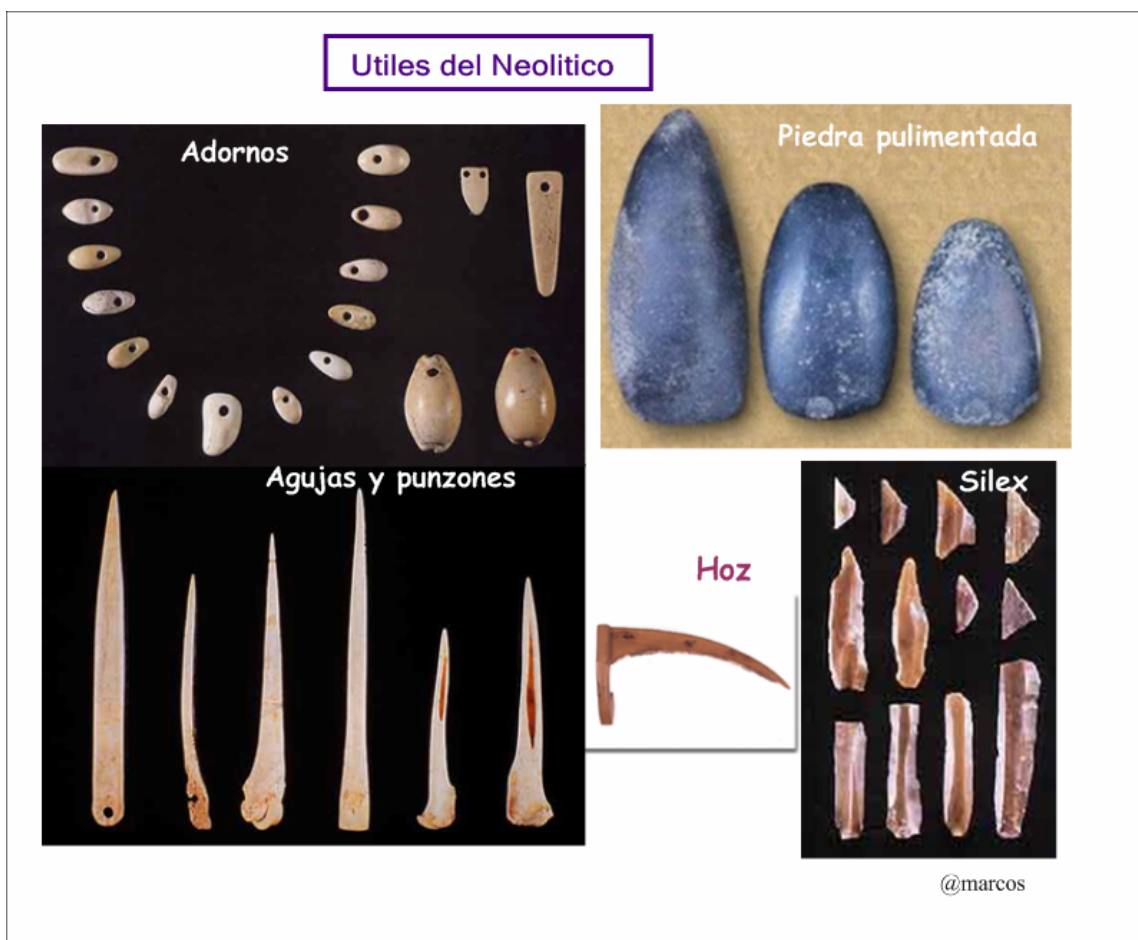 Utiles del Neolitico
Adornos
Piedra pulimentada
Agujas y punzones
Silex
Hoz
@marcos